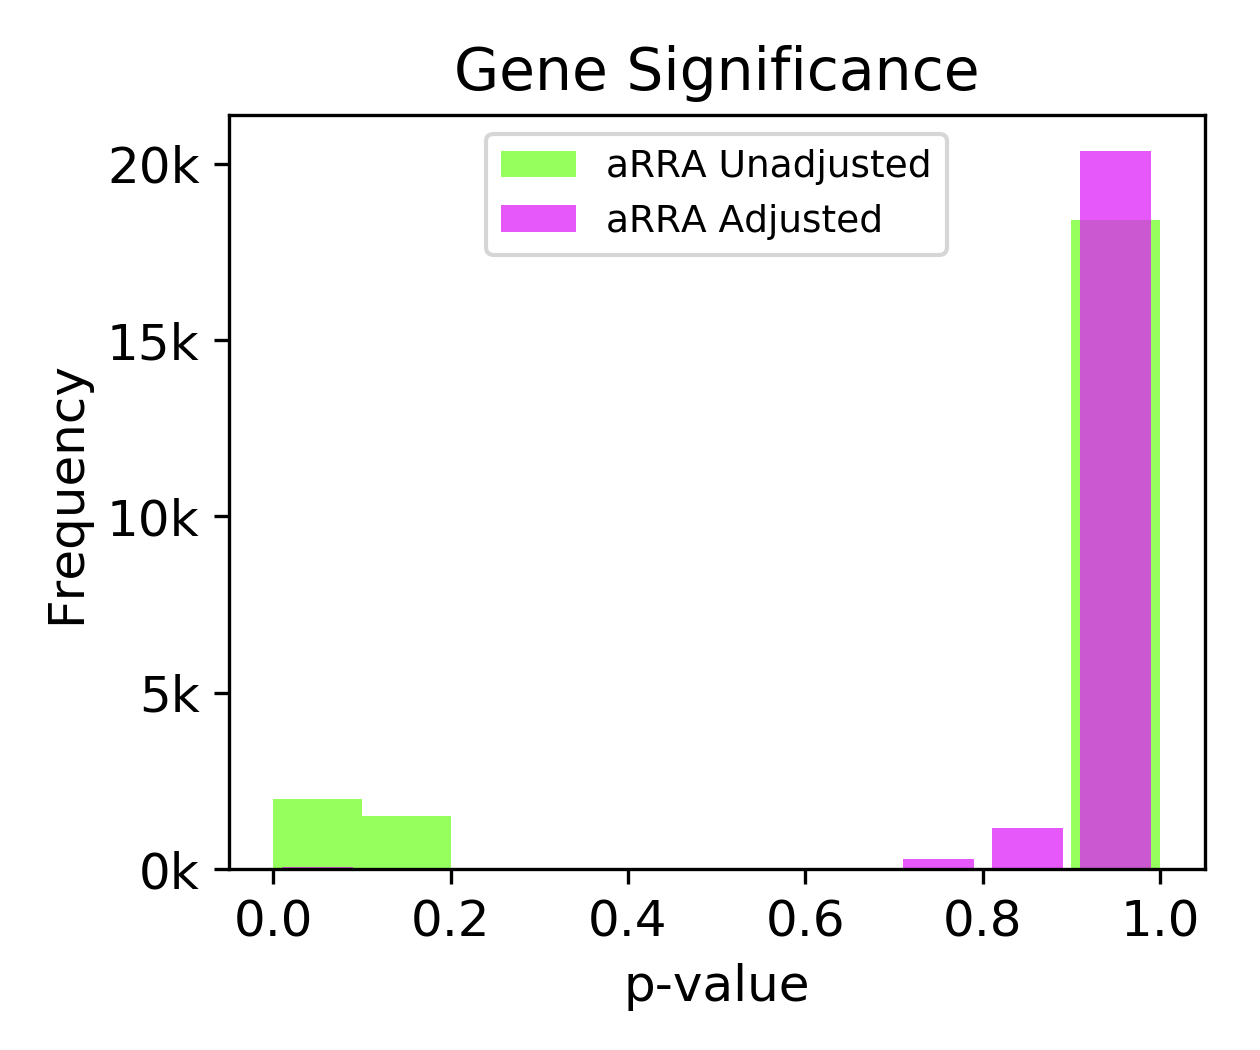 Gene Significance
aRRA Unadjusted
aRRA Adjusted
20k
15k
10k
5k
0k
Frequency
0.0 0.2 0.4 0.6 0.8 1.0
p-value